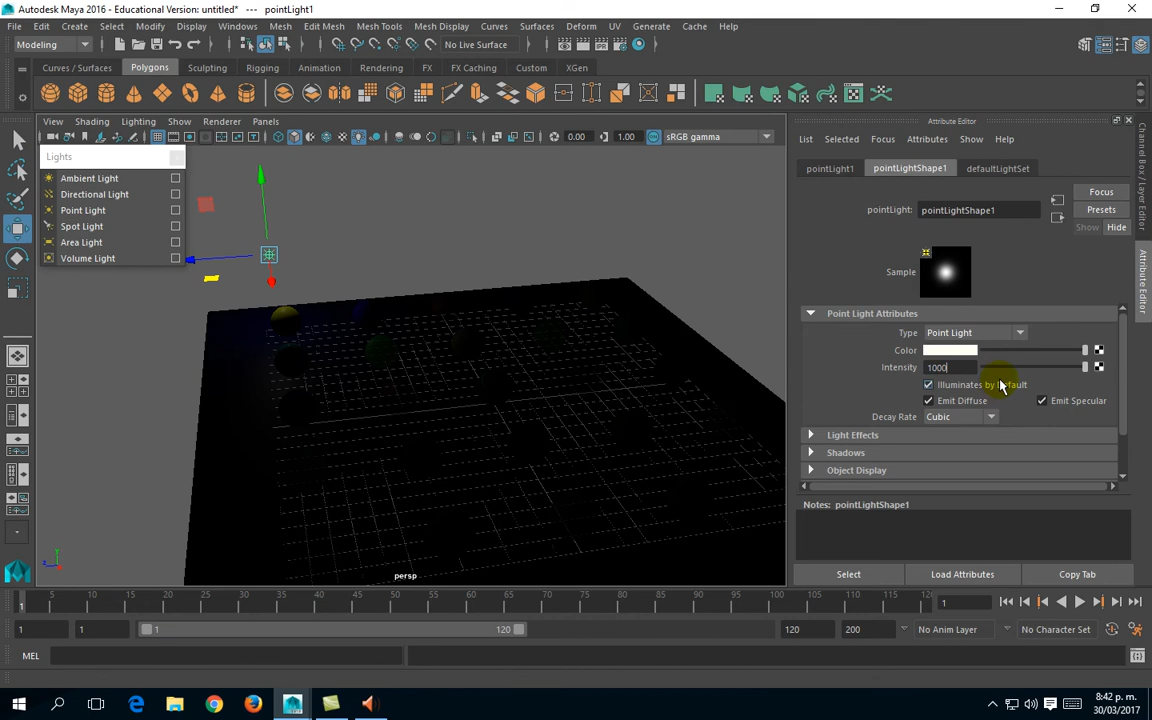 Autodesk Maya 2016 - Educational Version: untitled*   ---   pointLight1
File Edit Create Select Modify Display Windows Mesh Edit Mesh Mesh Tools Mesh Display Curves Surfaces Deform UV Generate Cache Help
Modeling No Live Surface
Curves / Surfaces Polygons Sculpting Rigging Animation Rendering FX FX Caching Custom XGen
View Shading Lighting Show Renderer Panels
0.00 1.00 sRGB gamma
Lights
Ambient Light
Directional Light
Point Light
Spot Light
Area Light
Volume Light
persp
Attribute Editor
List Selected Focus Attributes Show Help
pointLight1 pointLightShape1 defaultLightSet
Focus
pointLight: pointLightShape1 Presets
Show Hide
Sample
Point Light Attributes
Type Point Light
Color
Intensity 1000
Illuminates by Default
Emit Diffuse Emit Specular
Decay Rate Cubic
Light Effects
Shadows
Object Display
Notes: pointLightShape1
Select Load Attributes Copy Tab
Channel Box / Layer Editor
Attribute Editor
1 5 10 15 20 25 30 35 40 45 50 55 60 65 70 75 80 85 90 95 100 105 110 115 12 1
1 1 1 120 120 200 No Anim Layer No Character Set
MEL
8:42 p. m.
30/03/2017